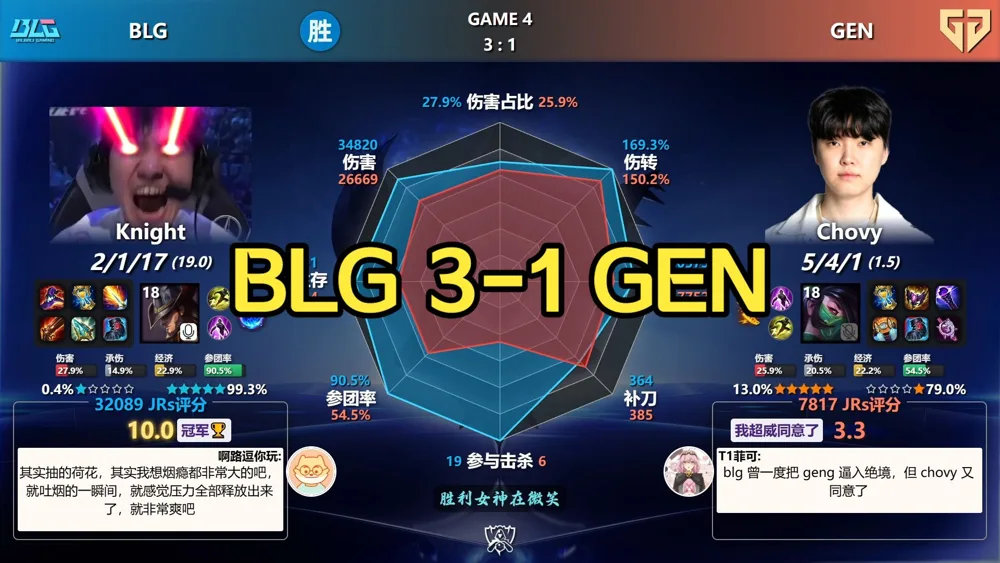 BLG
BLG
胜
GAME 4
3 : 1
GEN
27.9% 伤害占比 25.9%
34820
伤害
26669
169.3%
伤转
150.2%
Knight
2/1/17 (19.0)
18
伤害
27.9%
承伤
14.9%
经济
22.9%
参团率
90.5%
0.4%
99.3%
32089 JRs评分
10.0 冠军
啊路逗你玩:
其实抽的荷花，其实我想烟瘾都非常大的吧，
就吐烟的一瞬间，就感觉压力全部释放出来
了，就非常爽吧
BLG 3-1 GEN
存
90.5%
参团率
54.5%
364
补刀
385
19 参与击杀 6
胜利女神在微笑
Chovy
5/4/1 (1.5)
18
伤害
25.9%
承伤
20.5%
经济
22.2%
参团率
54.5%
13.0%
79.0%
7817 JRs评分
我超威同意了 3.3
T1菲可:
blg 曾一度把 geng 逼入绝境，但 chovy 又
同意了